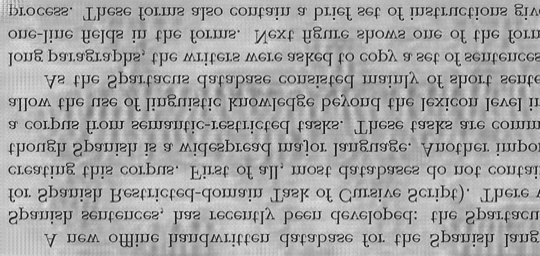 A new offline handwritten database for the Spanish lang
Spanish sentences, has recently been developed: the Spartacu
for Spanish Restricted-domain Task of Cursive Script). There
creating this corpus. First of all, most databases do not contai
though Spanish is a widespread major language. Another impor
a corpus from semantic-restricted tasks. These tasks are comm
allow the use of linguistic knowledge beyond the lexicon level in
As the Spartacus database consisted mainly of short sente
long paragraphs, the writers were asked to copy a set of sentences
one-line fields in the forms. Next figure shows one of the form
process. These forms also contain a brief set of instructions giv